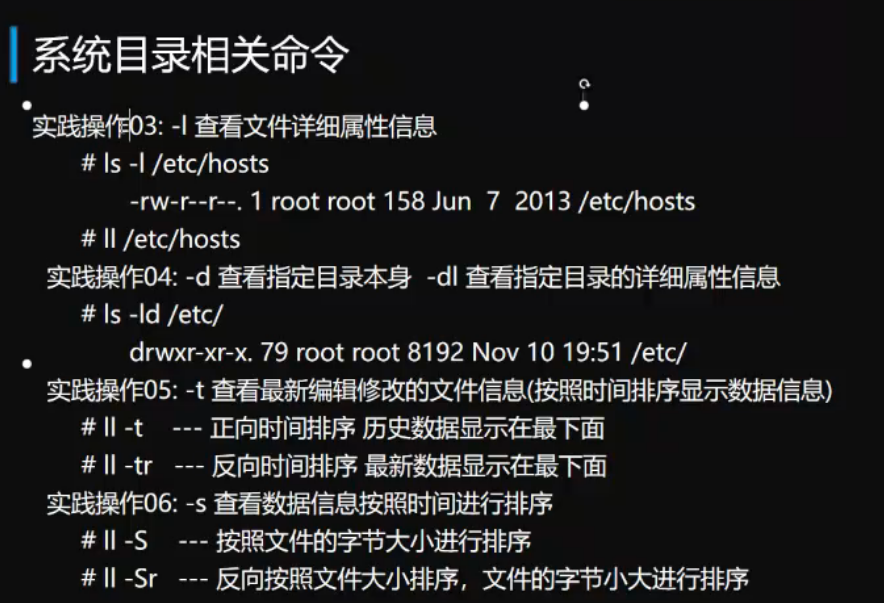 系统目录相关命令
实践操作03: -l 查看文件详细属性信息
# ls -l /etc/hosts
-rw-r--r--. 1 root root 158 Jun 7 2013 /etc/hosts
# ll /etc/hosts
实践操作04: -d 查看指定目录本身 -dl 查看指定目录的详细属性信息
# ls -ld /etc/
drwxr-xr-x. 79 root root 8192 Nov 10 19:51 /etc/
实践操作05: -t 查看最新编辑修改的文件信息(按照时间排序显示数据信息)
# ll -t --- 正向时间排序 历史数据显示在最下面
# ll -tr --- 反向时间排序 最新数据显示在最下面
实践操作06: -s 查看数据信息按照时间进行排序
# ll -S --- 按照文件的字节大小进行排序
# ll -Sr --- 反向按照文件大小排序，文件的字节小大进行排序